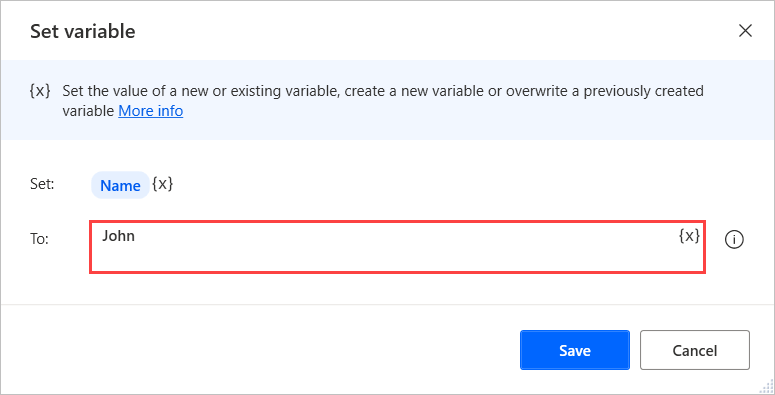 Set variable
{x} Set the value of a new or existing variable, create a new variable or overwrite a previously created
variable More info
Set: Name {x}
To: John {x}
Save Cancel